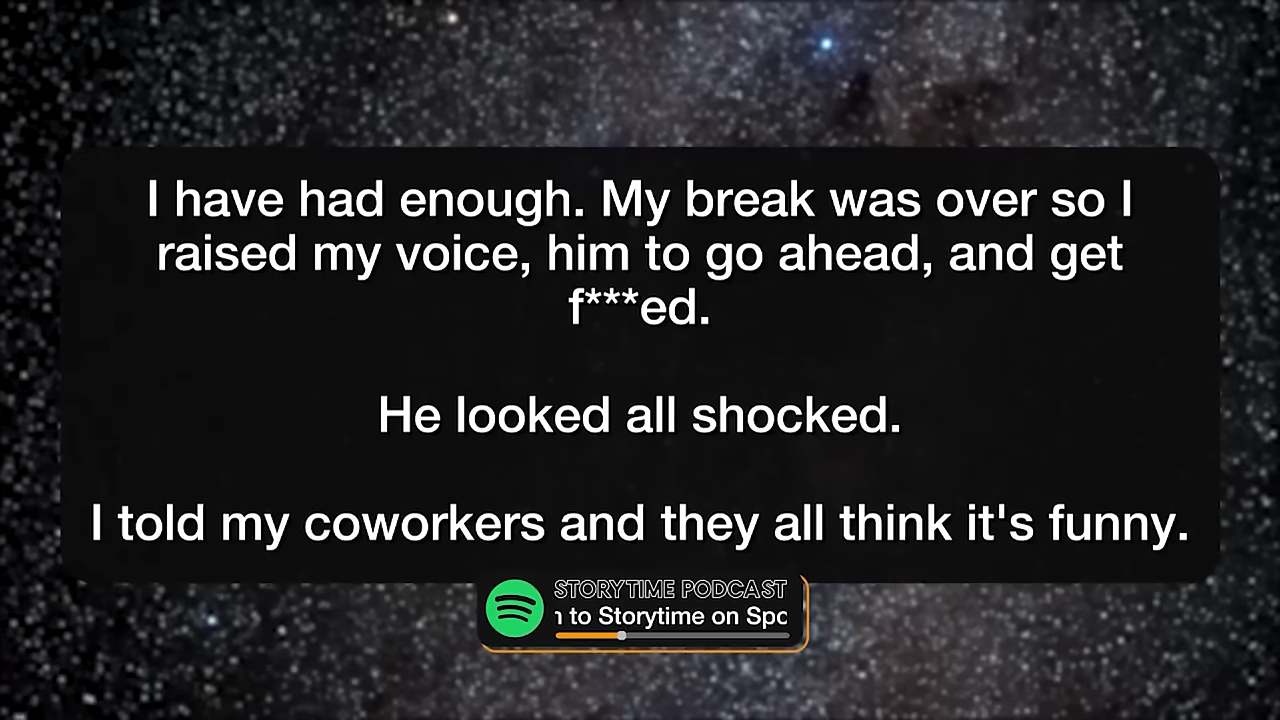 I have had enough. My break was over so I
raised my voice, him to go ahead, and get
f***ed.
He looked all shocked.
I told my coworkers and they all think it's funny.
STORYTIME PODCAST
to Storytime on